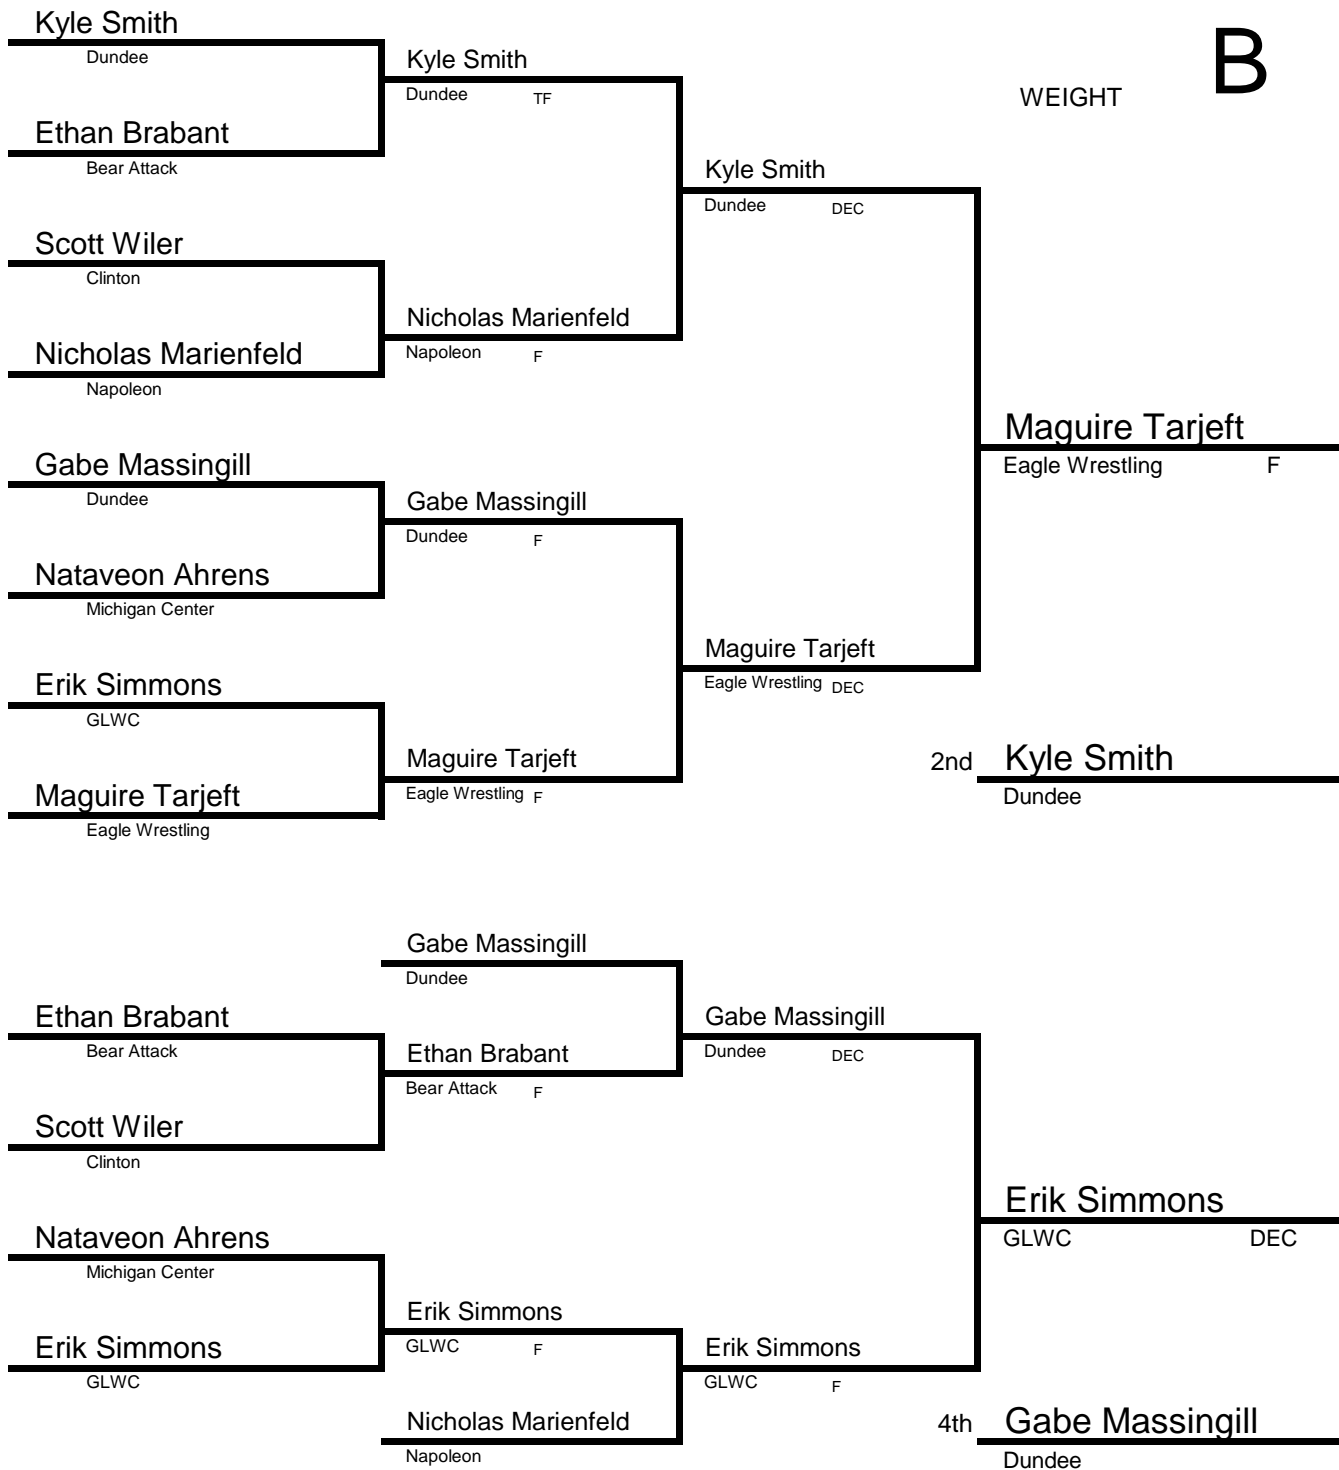 Kyle Smith
Dundee
Ethan Brabant
Bear Attack
Scott Wiler
Clinton
Nicholas Marienfeld
Napoleon
Gabe Massingill
Dundee
Nataveon Ahrens
Michigan Center
Erik Simmons
GLWC
Maguire Tarjeft
Eagle Wrestling
Kyle Smith
Dundee TF
Nicholas Marienfeld
Napoleon F
Gabe Massingill
Dundee F
Maguire Tarjeft
Eagle Wrestling F
Kyle Smith
Dundee DEC
Maguire Tarjeft
Eagle Wrestling DEC
WEIGHT B
Maguire Tarjeft
Eagle Wrestling F
2nd Kyle Smith
Dundee
Ethan Brabant
Bear Attack
Scott Wiler
Clinton
Nataveon Ahrens
Michigan Center
Erik Simmons
GLWC
Gabe Massingill
Dundee
Ethan Brabant
Bear Attack F
Erik Simmons
GLWC F
Nicholas Marienfeld
Napoleon
Gabe Massingill
Dundee DEC
Erik Simmons
GLWC F
Erik Simmons
GLWC DEC
4th Gabe Massingill
Dundee